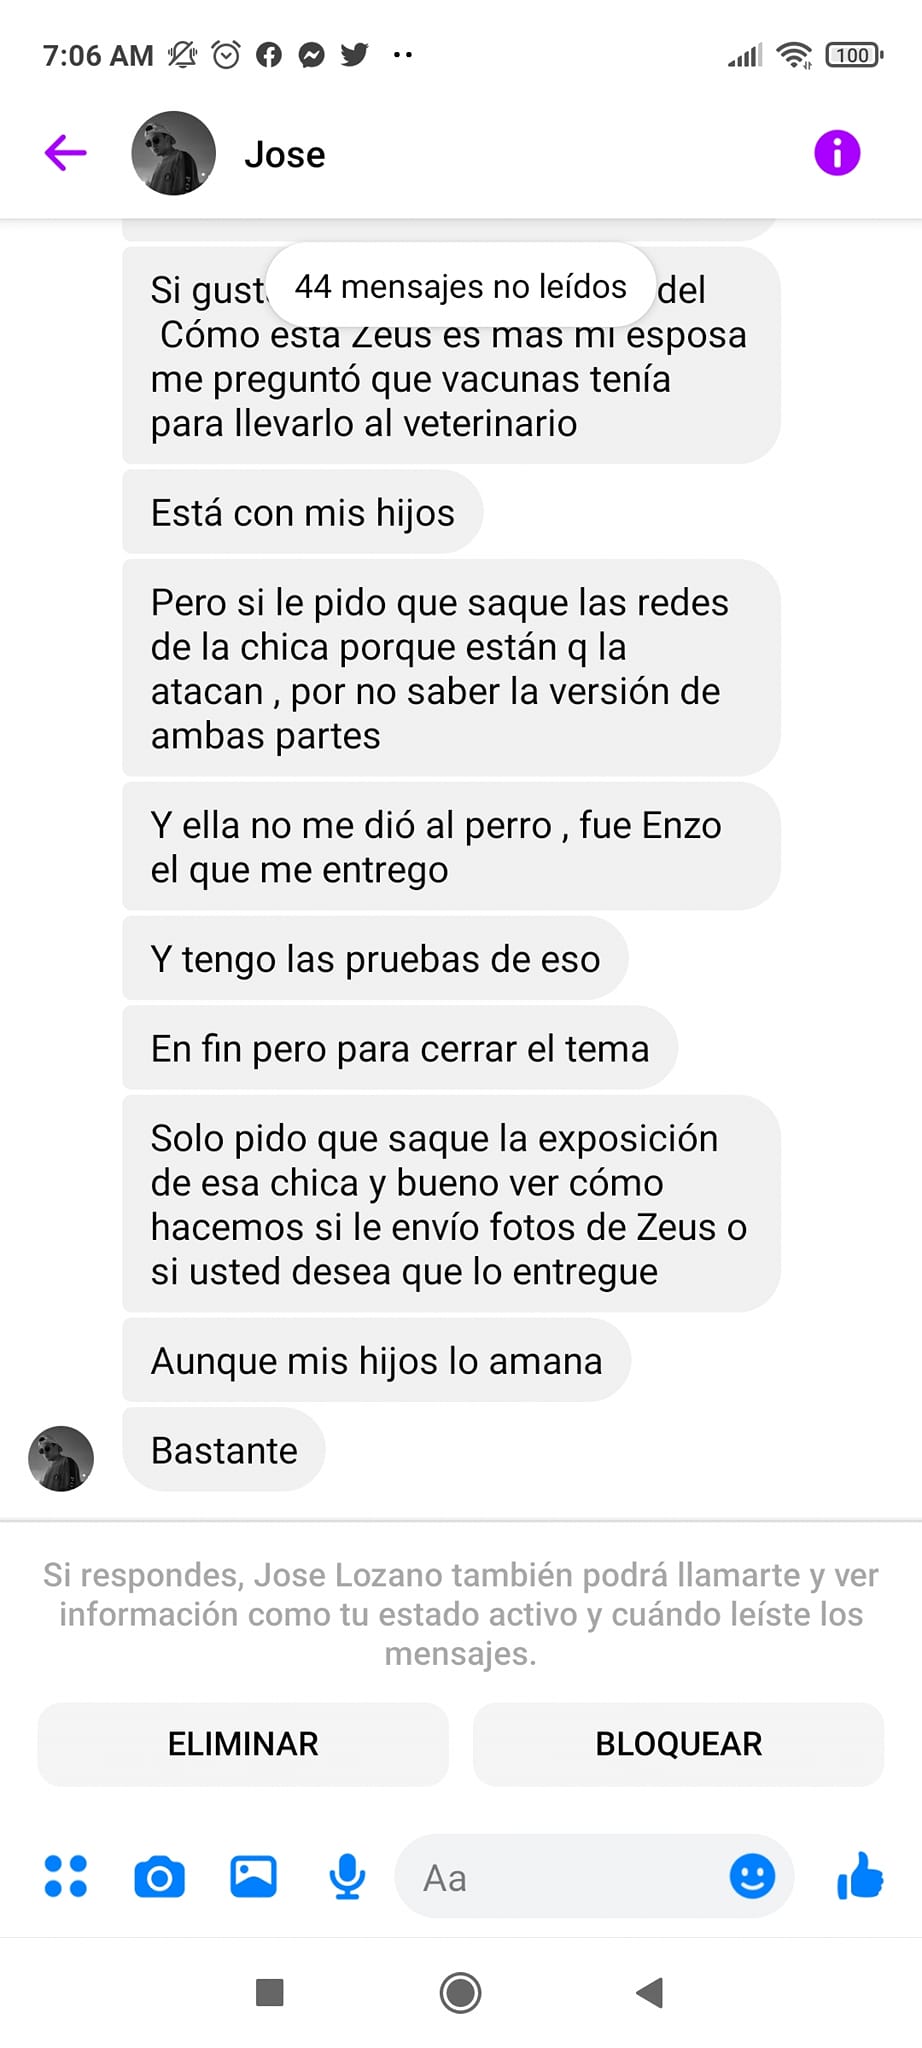 7:06 AM
100
Jose
44 mensajes no leídos
Si gust del
Cómo esta Zeus es mas mi esposa
me preguntó que vacunas tenía
para llevarlo al veterinario
Está con mis hijos
Pero si le pido que saque las redes
de la chica porque están q la
atacan , por no saber la versión de
ambas partes
Y ella no me dió al perro , fue Enzo
el que me entrego
Y tengo las pruebas de eso
En fin pero para cerrar el tema
Solo pido que saque la exposición
de esa chica y bueno ver cómo
hacemos si le envío fotos de Zeus o
si usted desea que lo entregue
Aunque mis hijos lo amana
Bastante
Si respondes, Jose Lozano también podrá llamarte y ver
información como tu estado activo y cuándo leíste los
mensajes.
ELIMINAR
BLOQUEAR
Aa